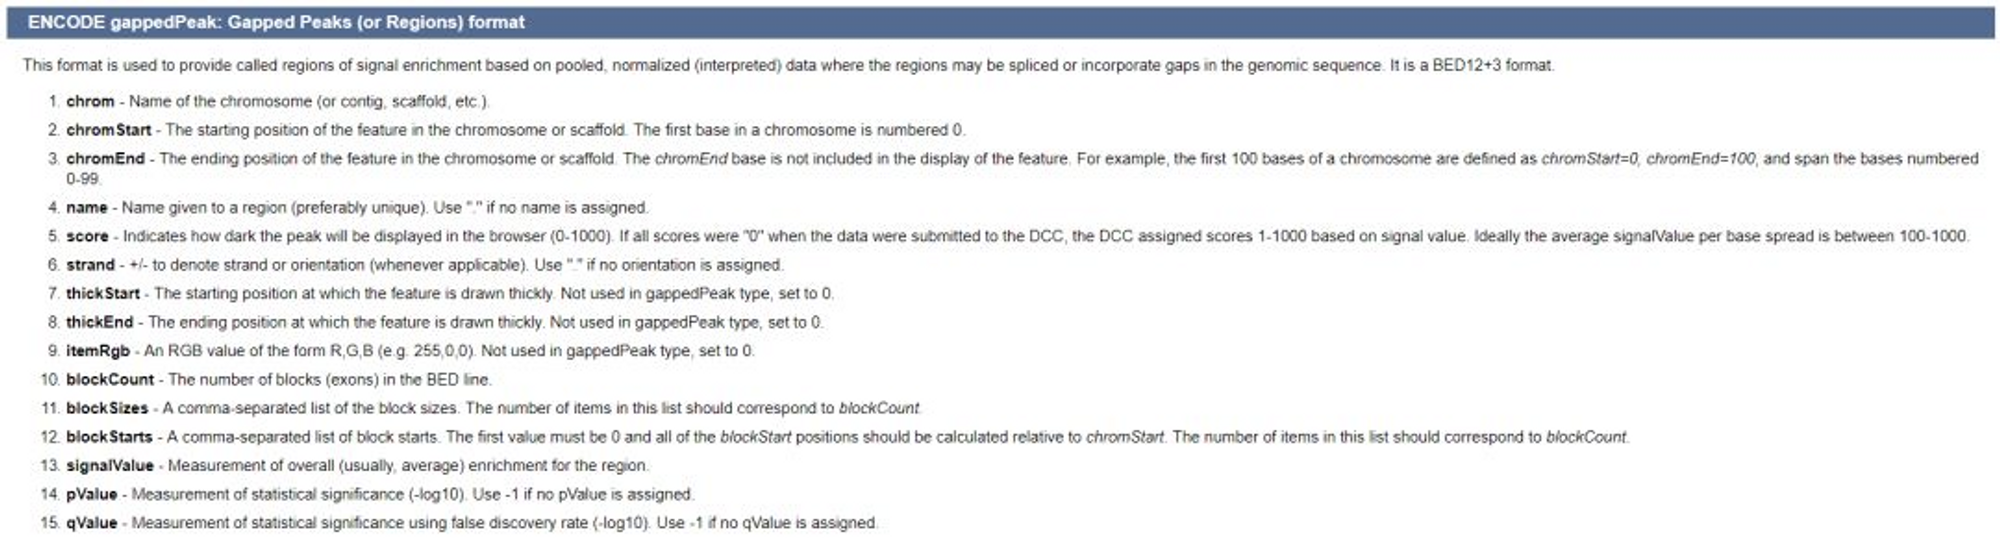 ENCODE gappedPeak: Gapped Peaks (or Regions) format
This format is used to provide called regions of signal enrichment based on pooled, normalized (interpreted) data where the regions may be spliced or incorporate gaps in the genomic sequence. It is a BED12+3 format.
1. chrom - Name of the chromosome (or contig, scaffold, etc.).
2. chromStart - The starting position of the feature in the chromosome or scaffold. The first base in a chromosome is numbered 0.
3. chromEnd - The ending position of the feature in the chromosome or scaffold. The chromEnd base is not included in the display of the feature. For example, the first 100 bases of a chromosome are defined as chromStart=0, chromEnd=100, and span the bases numbered
0-99.
4. name - Name given to a region (preferably unique). Use "." if no name is assigned.
5. score - Indicates how dark the peak will be displayed in the browser (0-1000). If all scores were "0" when the data were submitted to the DCC, the DCC assigned scores 1-1000 based on signal value. Ideally the average signalValue per base spread is between 100-1000.
6. strand - +/- to denote strand or orientation (whenever applicable). Use "." if no orientation is assigned.
7. thickStart - The starting position at which the feature is drawn thickly. Not used in gappedPeak type, set to 0.
8. thickEnd - The ending position at which the feature is drawn thickly. Not used in gappedPeak type, set to 0.
9. itemRgb - An RGB value of the form R,G,B (e.g. 255,0,0). Not used in gappedPeak type, set to 0.
10. blockCount - The number of blocks (exons) in the BED line.
11. blockSizes - A comma-separated list of the block sizes. The number of items in this list should correspond to blockCount.
12. blockStarts - A comma-separated list of block starts. The first value must be 0 and all of the blockStart positions should be calculated relative to chromStart. The number of items in this list should correspond to blockCount.
13. signalValue - Measurement of overall (usually, average) enrichment for the region.
14. pValue - Measurement of statistical significance (-log10). Use -1 if no pValue is assigned.
15. qValue - Measurement of statistical significance using false discovery rate (-log10). Use -1 if no qValue is assigned.